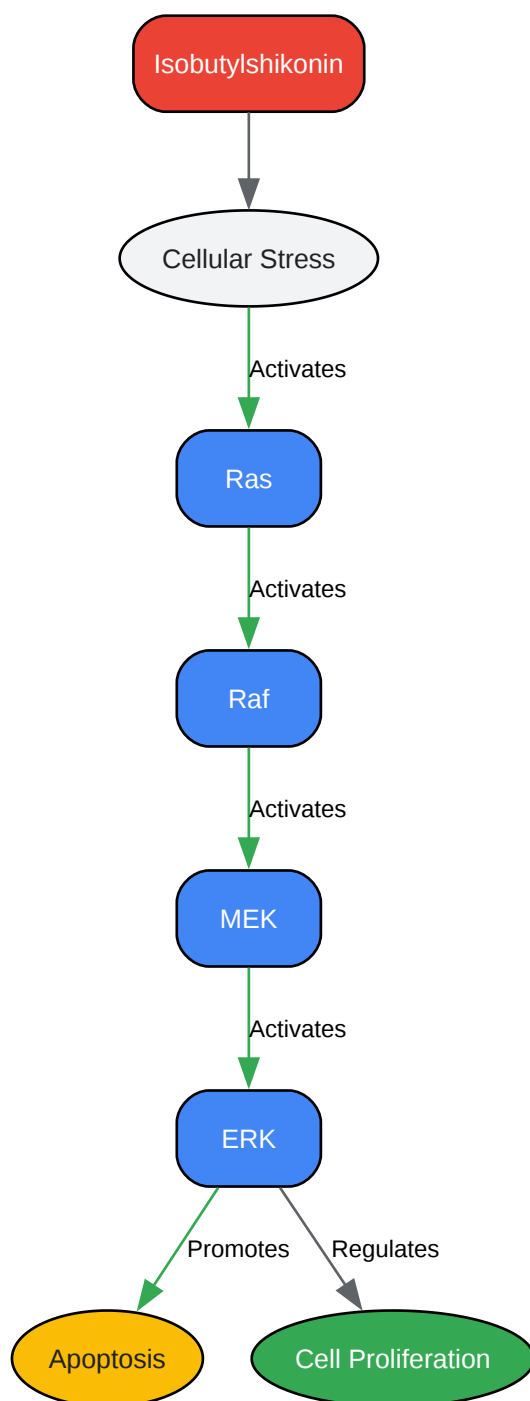 Isobutylshikonin
Cellular Stress
Activates
Ras
Activates
Raf
Activates
MEK
Activates
ERK
Promotes
Regulates
Apoptosis
Cell Proliferation